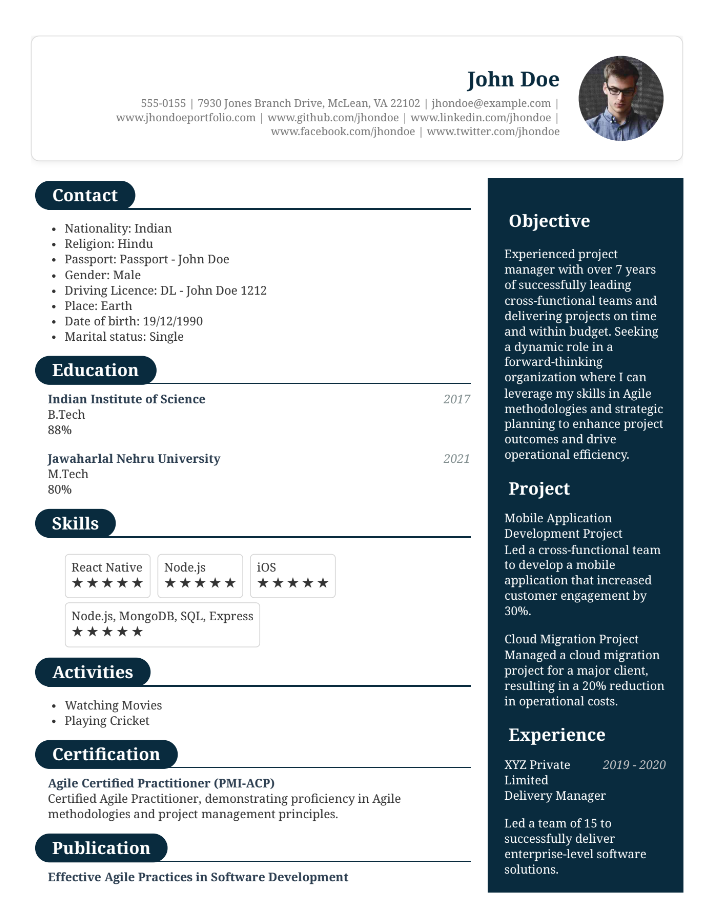 John Doe
555-0155 | 7930 Jones Branch Drive, McLean, VA 22102 | jhondoe@example.com |
www.jhondoeportfolio.com | www.github.com/jhondoe | www.linkedin.com/jhondoe |
www.facebook.com/jhondoe | www.twitter.com/jhondoe
Contact
• Nationality: Indian
• Religion: Hindu
• Passport: Passport - John Doe
• Gender: Male
• Driving Licence: DL - John Doe 1212
• Place: Earth
• Date of birth: 19/12/1990
• Marital status: Single
Education
Indian Institute of Science 2017
B.Tech
88%
Jawaharlal Nehru University 2021
M.Tech
80%
Skills
React Native Node.js iOS
★★★★★ ★★★★★ ★★★★★
Node.js, MongoDB, SQL, Express
★★★★★
Activities
• Watching Movies
• Playing Cricket
Certification
Agile Certified Practitioner (PMI-ACP)
Certified Agile Practitioner, demonstrating proficiency in Agile
methodologies and project management principles.
Publication
Effective Agile Practices in Software Development
Objective
Experienced project
manager with over 7 years
of successfully leading
cross-functional teams and
delivering projects on time
and within budget. Seeking
a dynamic role in a
forward-thinking
organization where I can
leverage my skills in Agile
methodologies and strategic
planning to enhance project
outcomes and drive
operational efficiency.
Project
Mobile Application
Development Project
Led a cross-functional team
to develop a mobile
application that increased
customer engagement by
30%.
Cloud Migration Project
Managed a cloud migration
project for a major client,
resulting in a 20% reduction
in operational costs.
Experience
XYZ Private 2019 - 2020
Limited
Delivery Manager
Led a team of 15 to
successfully deliver
enterprise-level software
solutions.